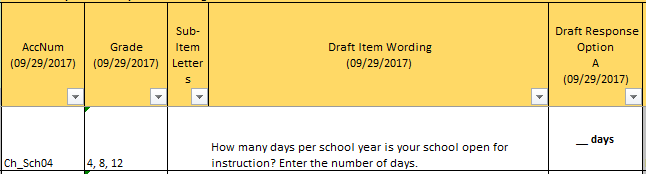 AccNum
(09/29/2017)
Grade
(09/29/2017)
Sub-
Item
Letter
s
Draft Item Wording
(09/29/2017)
Draft Response
Option
A
(09/29/2017)
Ch_Sch04
4, 8, 12
How many days per school year is your school open for
instruction? Enter the number of days.
__ days